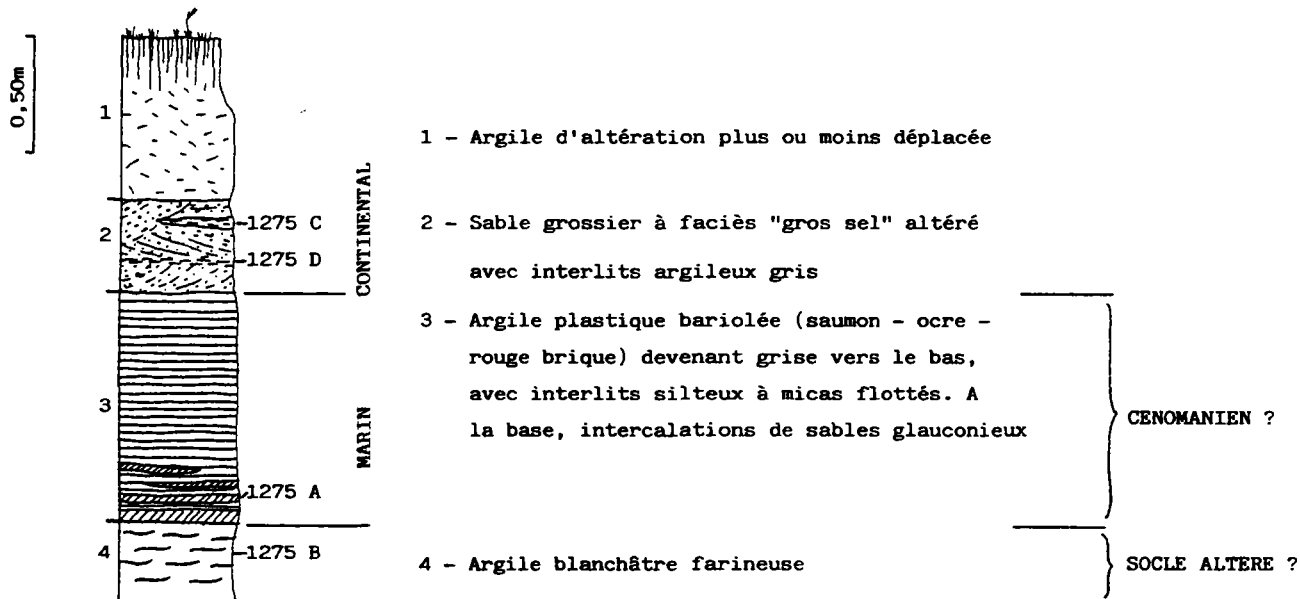 0,50m
1
2
3
4
1275 C
1275 D
1275 A
1275 B
CONTINENTAL
MARIN
1 - Argile d'altération plus ou moins déplacée
2 - Sable grossier à faciès "gros sel" altéré
avec interlits argileux gris
3 - Argile plastique bariolée (saumon - ocre -
rouge brique) devenant grise vers le bas,
avec interlits silteux à micas flottés. A
la base, intercalations de sables glauconieux
4 - Argile blanchâtre farineuse
CENOMANIEN ?
SOCLE ALTERE ?